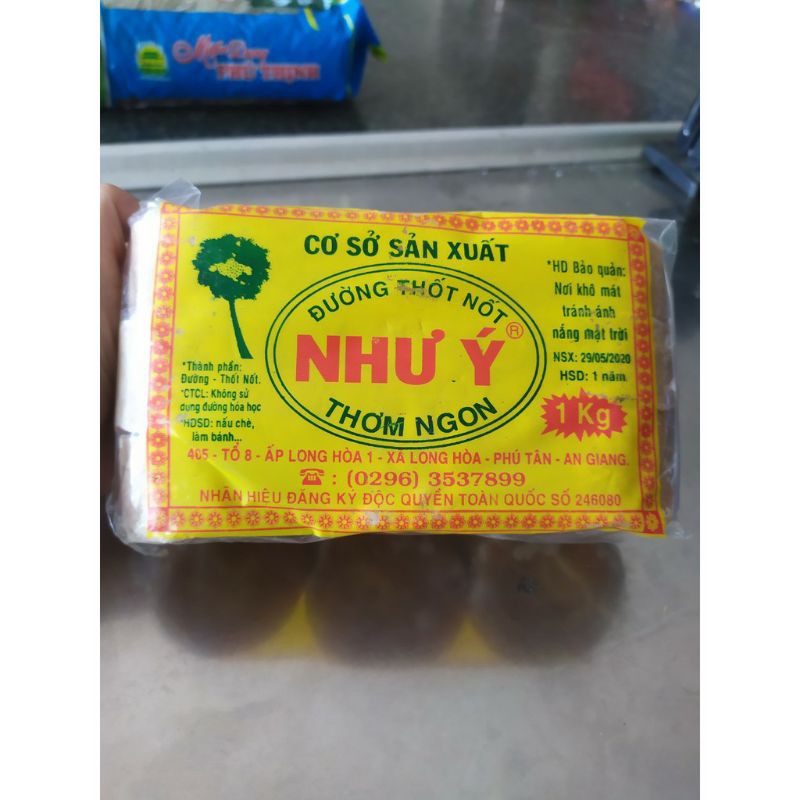 PHÚ THỊNH
CƠ SỞ SẢN XUẤT
ĐƯỜNG THỐT NỐT
NHƯ Ý ®
THƠM NGON
*Thành phần:
Đường - Thốt Nốt.
*CTCL: Không sử
dụng đường hóa học
*HDSD: nấu chè,
làm bánh...
*HD Bảo quản:
Nơi khô mát
tránh ánh
nắng mặt trời
NSX: 29/05/2020
HSD: 1 năm
1 Kg
405 - TỔ 8 - ẤP LONG HÒA 1 - XÃ LONG HÒA - PHÚ TÂN - AN GIANG.
☎ : (0296) 3537899
NHÃN HIỆU ĐĂNG KÝ ĐỘC QUYỀN TOÀN QUỐC SỐ 246080